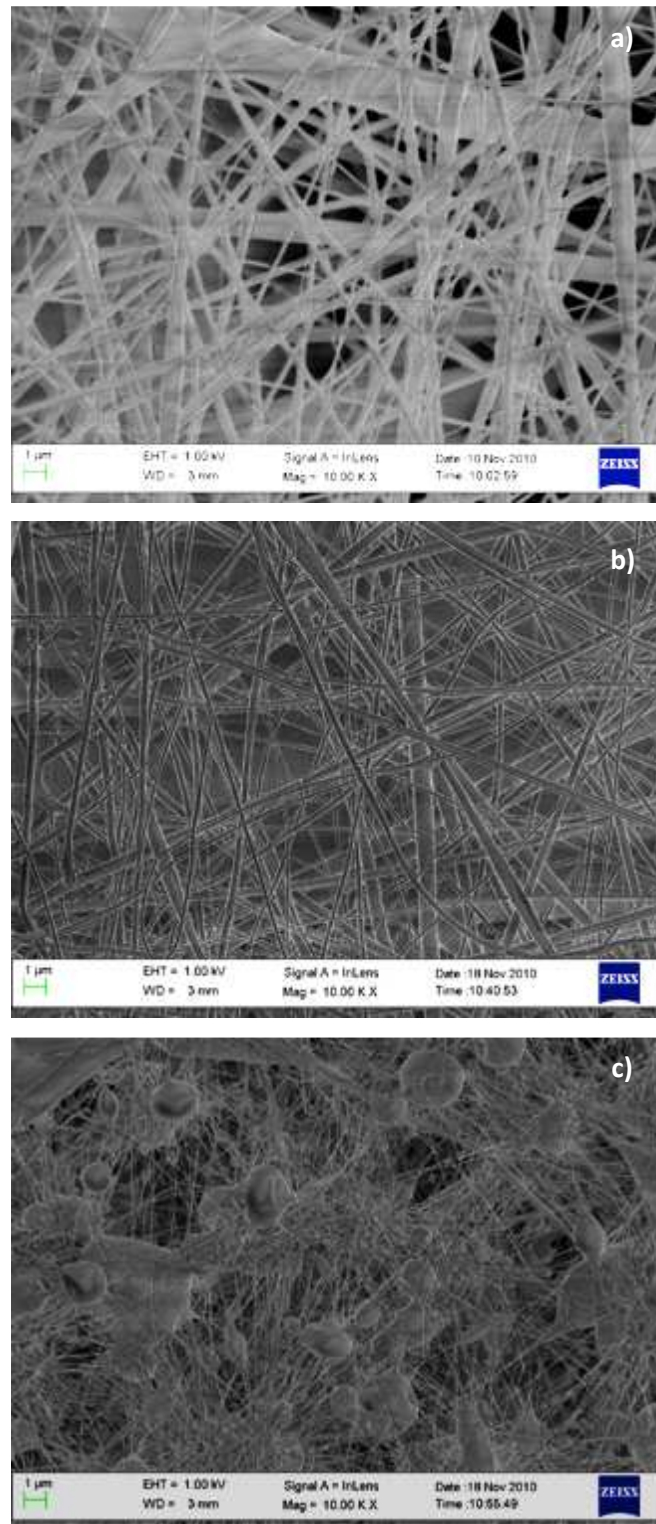 a)
1 µm
EHT = 1.00 kV Signal A = InLens Date :18 Nov 2010
WD = 3 mm Mag = 10.00 K X Time :10:02:59
ZEISS
b)
1 µm
EHT = 1.00 kV Signal A = InLens Date :18 Nov 2010
WD = 3 mm Mag = 10.00 K X Time :10:40:53
ZEISS
c)
1 µm
EHT = 1.00 kV Signal A = InLens Date :18 Nov 2010
WD = 3 mm Mag = 10.00 K X Time :10:55:49
ZEISS